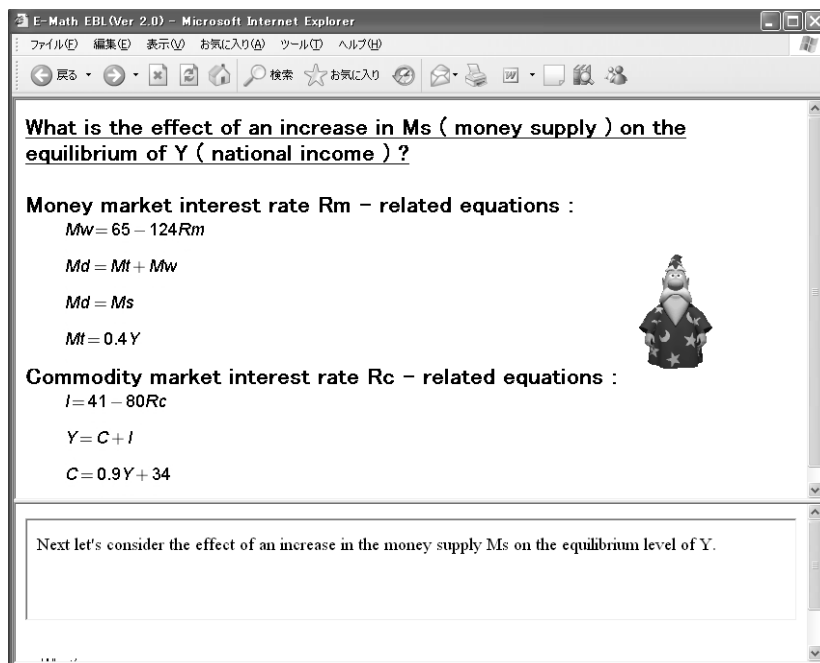 E-Math EBL(Ver 2.0) - Microsoft Internet Explorer
ファイル(F) 編集(E) 表示(V) お気に入り(A) ツール(T) ヘルプ(H)
戻る 検索 お気に入り
What is the effect of an increase in Ms ( money supply ) on the
equilibrium of Y ( national income ) ?
Money market interest rate Rm - related equations :
Mw = 65 - 124Rm
Md = Mt + Mw
Md = Ms
Mt = 0.4Y
Commodity market interest rate Rc - related equations :
I = 41 - 80Rc
Y = C + I
C = 0.9Y + 34
Next let's consider the effect of an increase in the money supply Ms on the equilibrium level of Y.